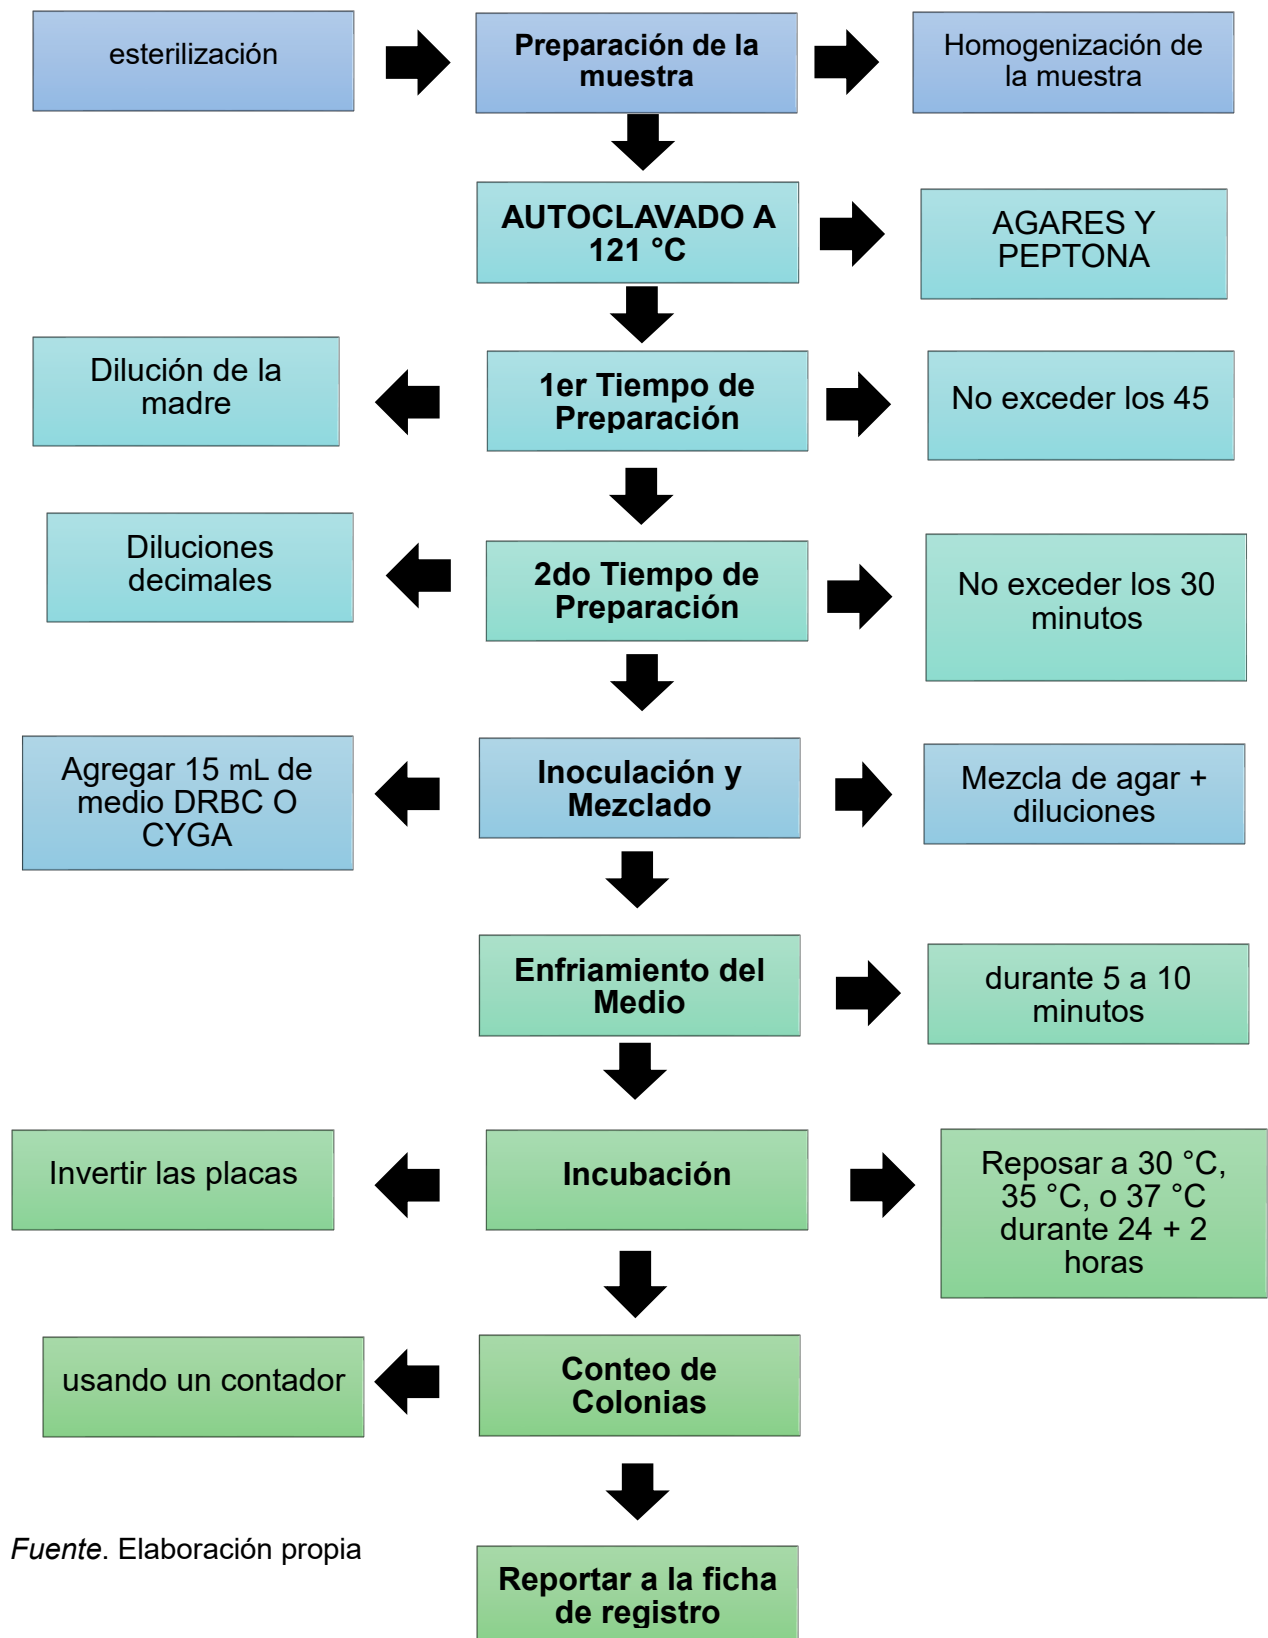 esterilización
Preparación de la
muestra
Homogenización de
la muestra
AUTOCLAVADO A
121 °C
AGARES Y
PEPTONA
Dilución de la
madre
1er Tiempo de
Preparación
No exceder los 45
Diluciones
decimales
2do Tiempo de
Preparación
No exceder los 30
minutos
Agregar 15 mL de
medio DRBC O
CYGA
Inoculación y
Mezclado
Mezcla de agar +
diluciones
Enfriamiento del
Medio
durante 5 a 10
minutos
Invertir las placas
Incubación
Reposar a 30 °C,
35 °C, o 37 °C
durante 24 + 2
horas
usando un contador
Conteo de
Colonias
Fuente. Elaboración propia
Reportar a la ficha
de registro